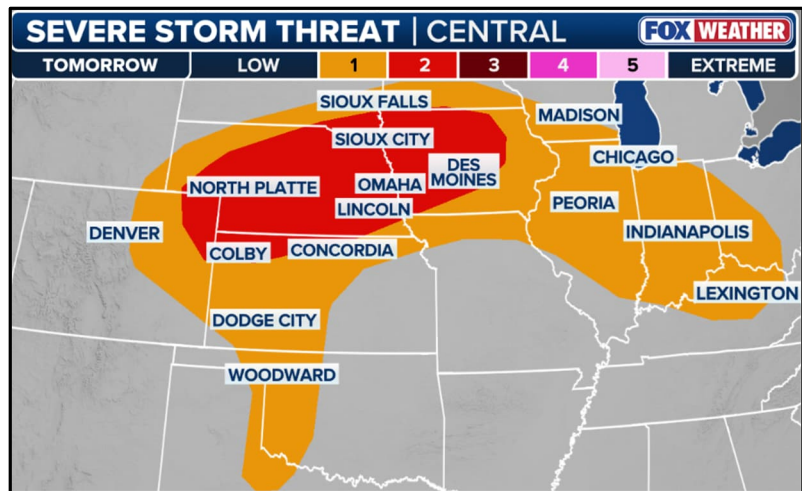 SEVERE STORM THREAT | CENTRAL
FOX WEATHER
TOMORROW LOW 1 2 3 4 5 EXTREME
SIOUX FALLS
MADISON
SIOUX CITY
CHICAGO
DES
MOINES
NORTH PLATTE
OMAHA
LINCOLN
PEORIA
DENVER
INDIANAPOLIS
COLBY
CONCORDIA
LEXINGTON
DODGE CITY
WOODWARD